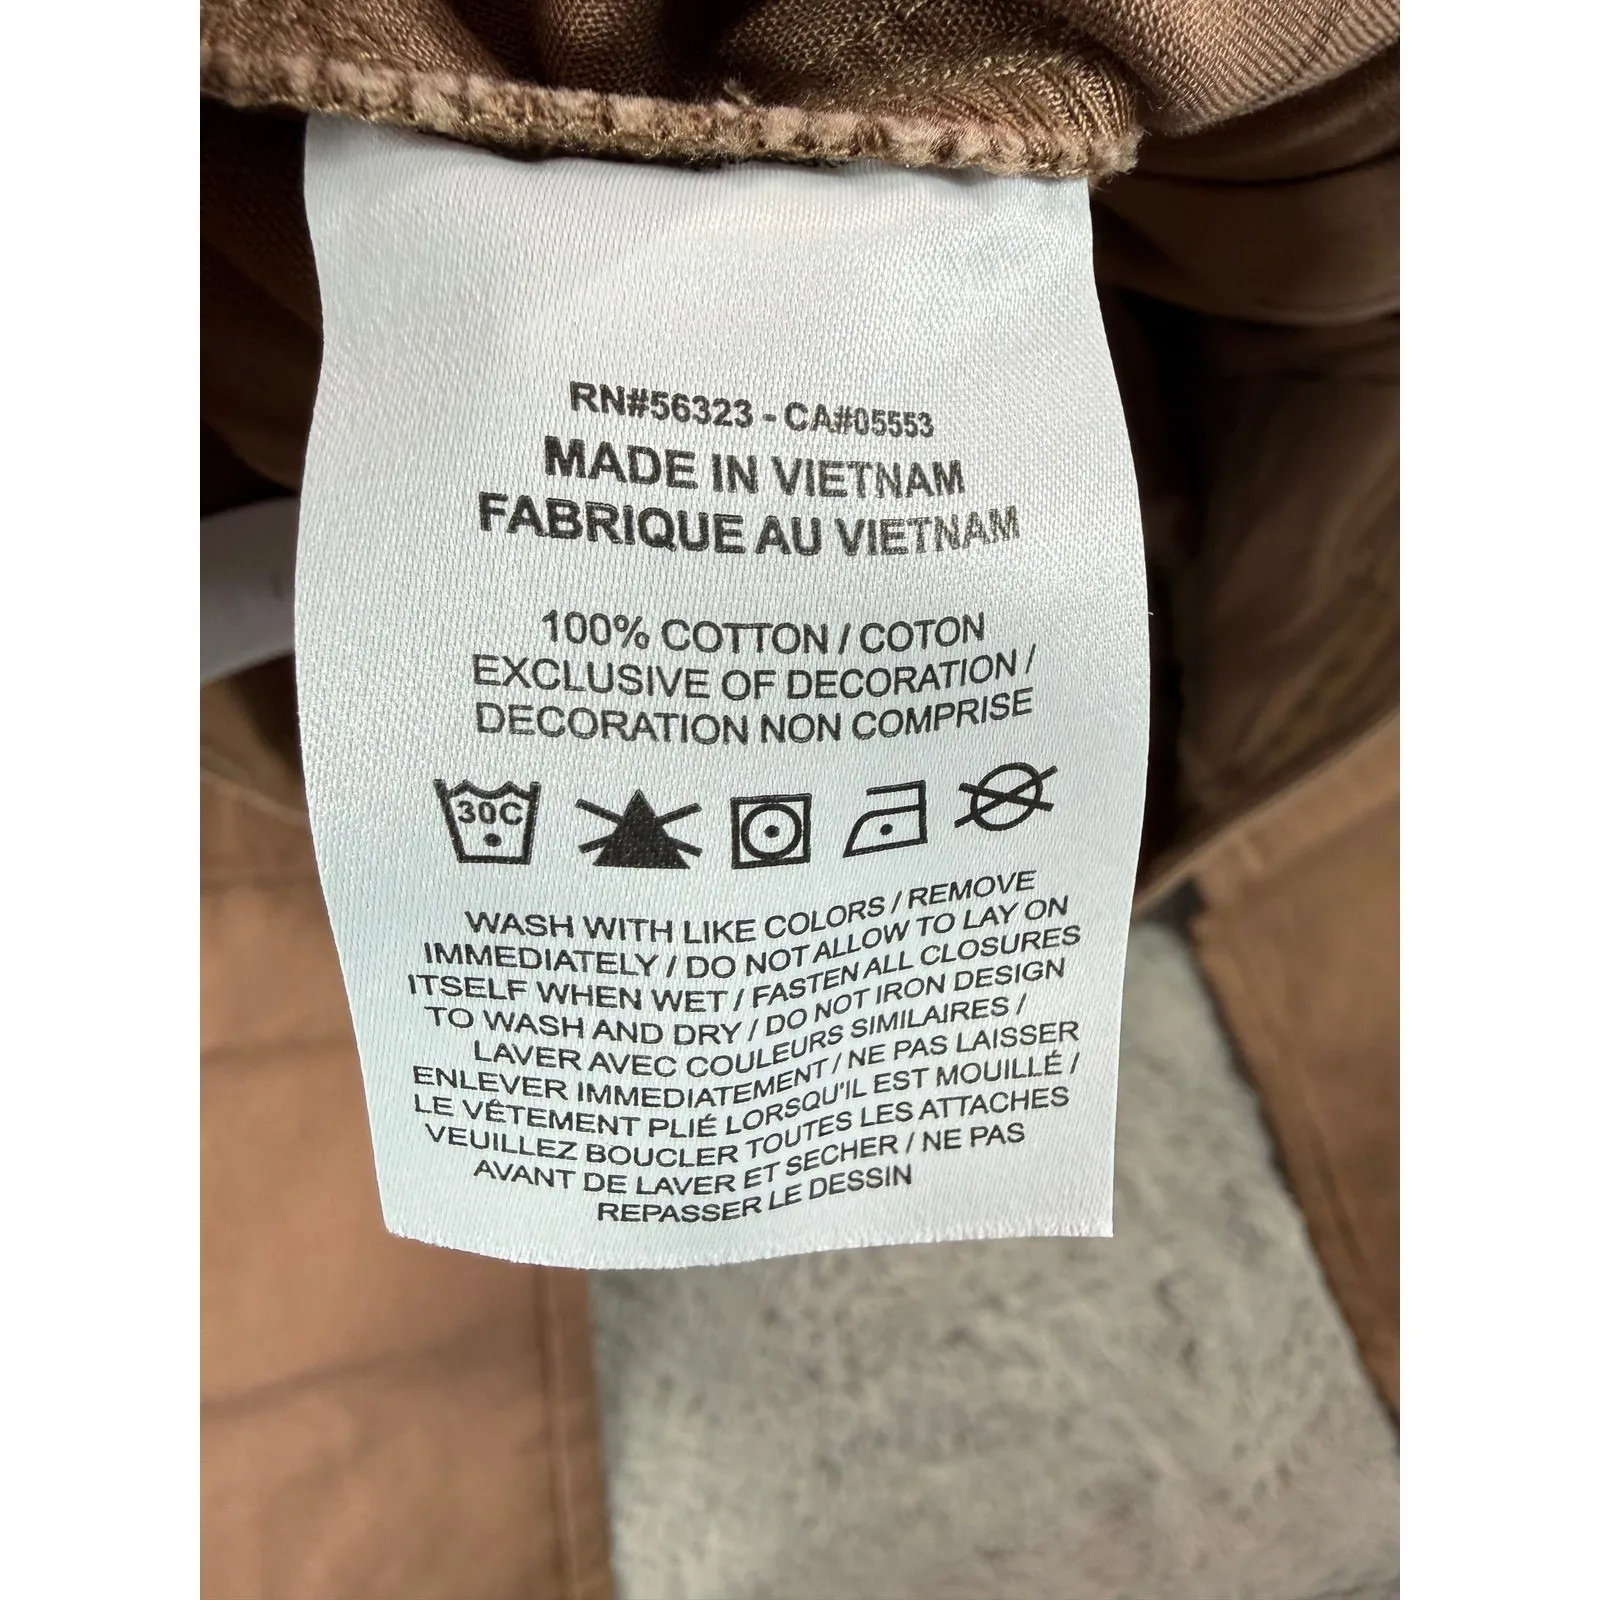 RN#56323 - CA#05553
MADE IN VIETNAM
FABRIQUE AU VIETNAM
100% COTTON / COTON
EXCLUSIVE OF DECORATION /
DECORATION NON COMPRISE
30C
WASH WITH LIKE COLORS / REMOVE
IMMEDIATELY / DO NOT ALLOW TO LAY ON
ITSELF WHEN WET / FASTEN ALL CLOSURES
TO WASH AND DRY / DO NOT IRON DESIGN
LAVER AVEC COULEURS SIMILAIRES /
ENLEVER IMMEDIATEMENT / NE PAS LAISSER
LE VÊTEMENT PLIÉ LORSQU'IL EST MOUILLÉ /
VEUILLEZ BOUCLER TOUTES LES ATTACHES
AVANT DE LAVER ET SECHER / NE PAS
REPASSER LE DESSIN